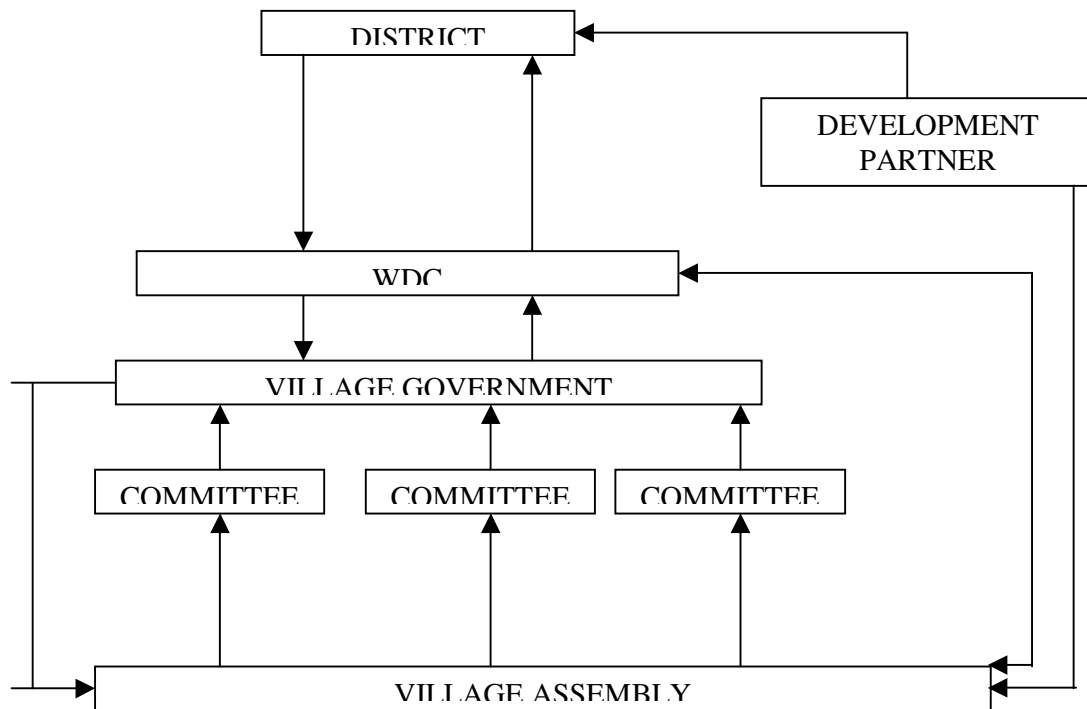 DISTRICT
DEVELOPMENT
PARTNER
WDC
VILLAGE GOVERNMENT
COMMITTEE
COMMITTEE
COMMITTEE
VILLAGE ASSEMBLY